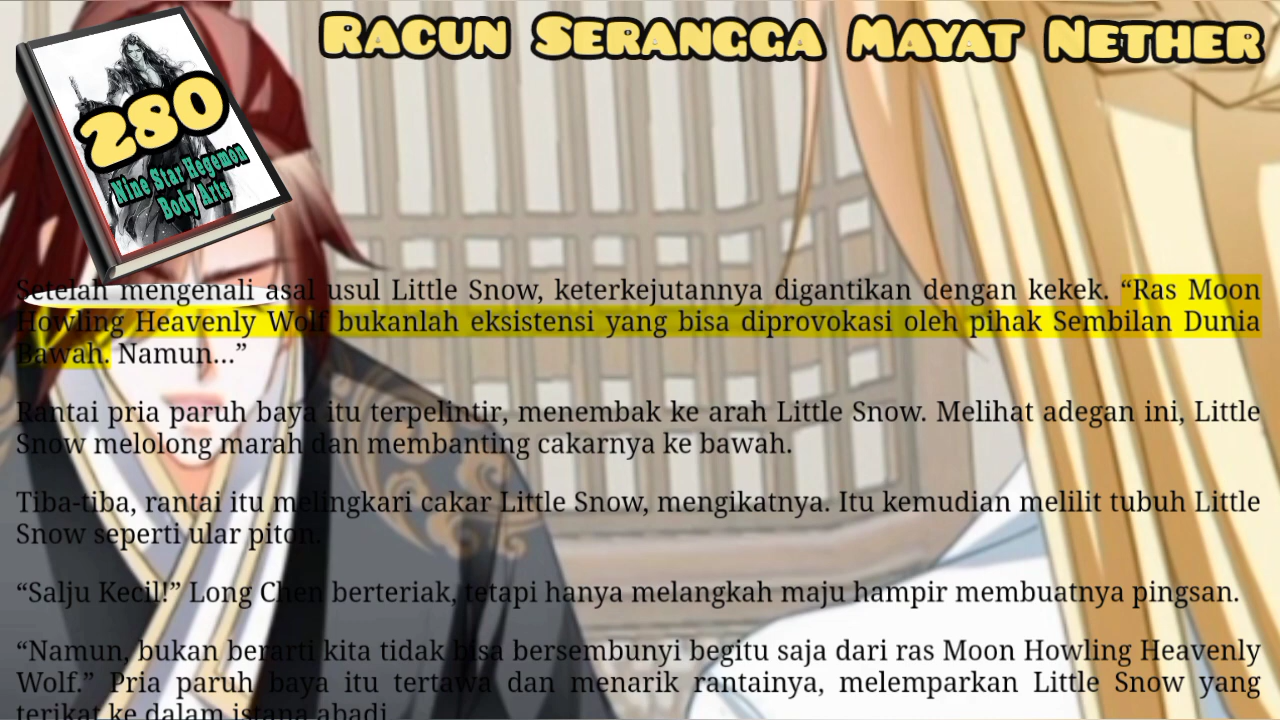 RACUN SERANGGA MAYAT NETHER
280
Nine Star Hegemon
Body Arts
Setelah mengenali asal usul Little Snow, keterkejutannya digantikan dengan kekek. “Ras Moon
Howling Heavenly Wolf bukanlah eksistensi yang bisa diprovokasi oleh pihak Sembilan Dunia
Bawah. Namun…”
Rantai pria paruh baya itu terpelintir, menembak ke arah Little Snow. Melihat adegan ini, Little
Snow melolong marah dan membanting cakarnya ke bawah.
Tiba-tiba, rantai itu melingkari cakar Little Snow, mengikatnya. Itu kemudian melilit tubuh Little
Snow seperti ular piton.
“Salju Kecil!” Long Chen berteriak, tetapi hanya melangkah maju hampir membuatnya pingsan.
“Namun, bukan berarti kita tidak bisa bersembunyi begitu saja dari ras Moon Howling Heavenly
Wolf.” Pria paruh baya itu tertawa dan menarik rantainya, melemparkan Little Snow yang
terikat ke dalam istana abadi.